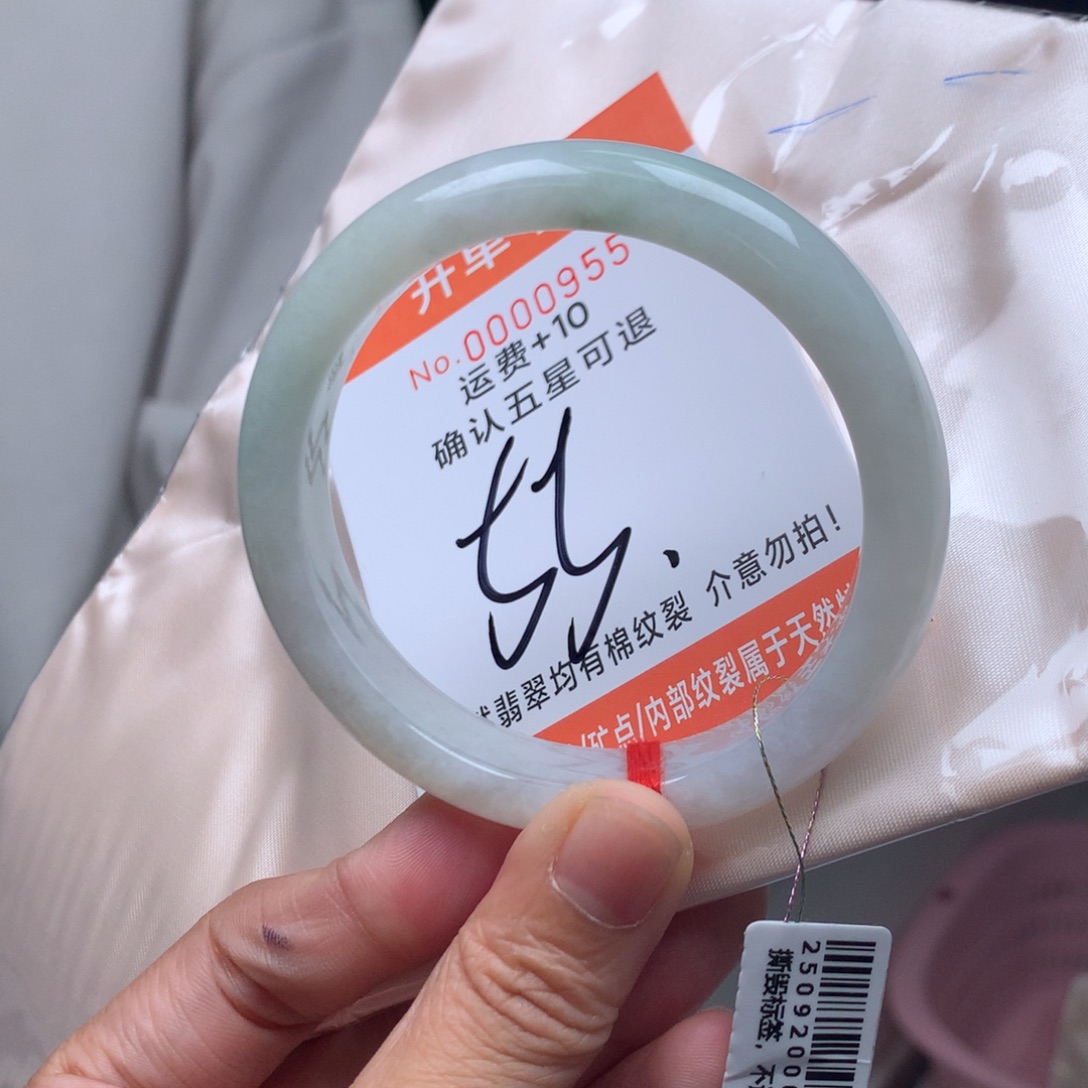 开单
No.0000955
运费+10
确认五星可退
翡翠均有棉纹裂 介意勿拍!
/矿点/内部纹裂属于天然
2509200
撕毁标签,不